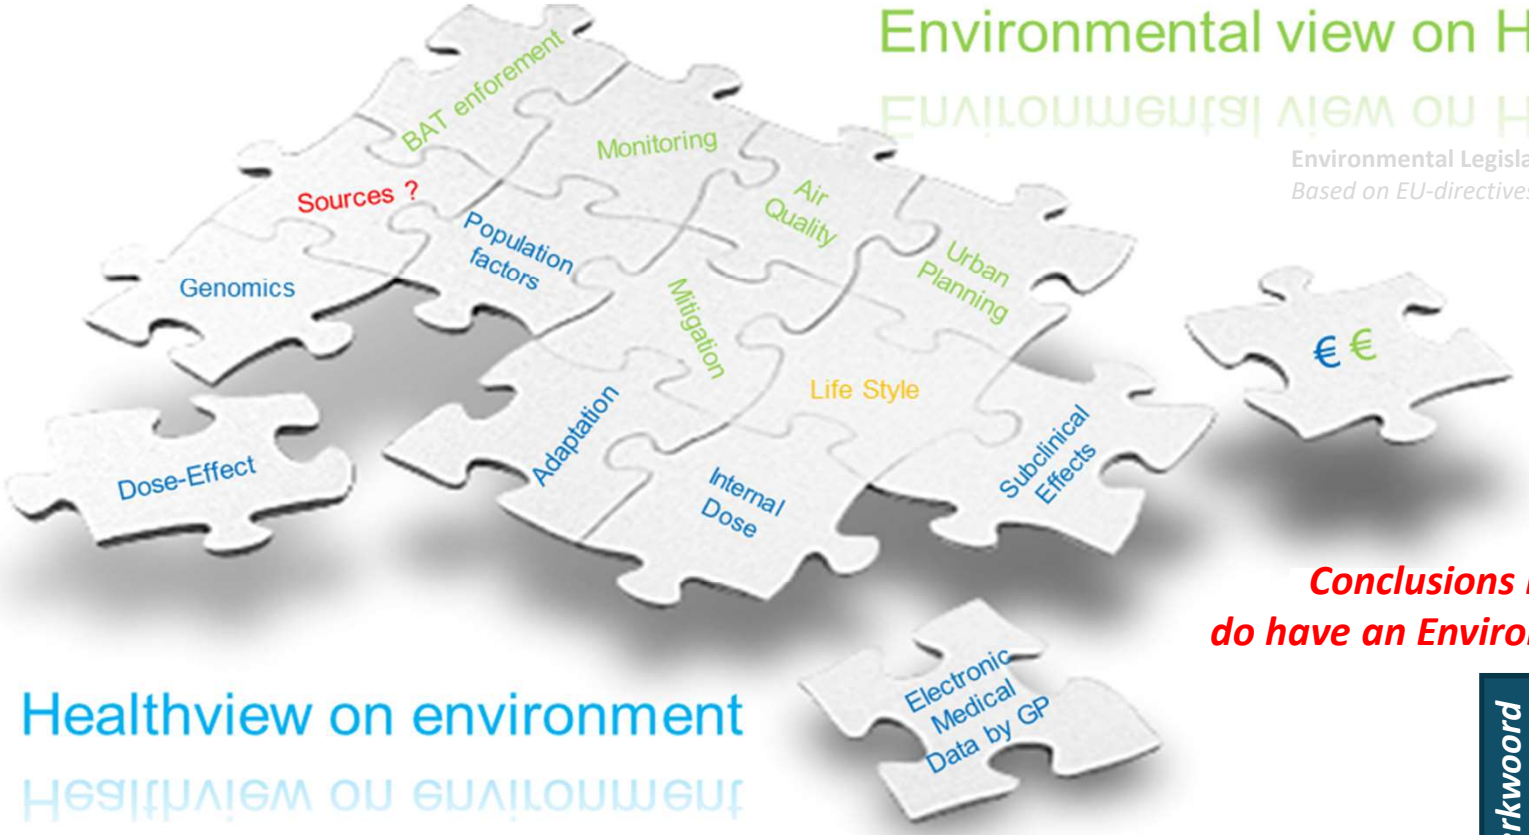 Environmental view on H
Environmental Legisla
Based on EU-directives
BAT enforement
Monitoring
Sources ?
Air
Quality
Population
factors
Urban
Planning
Genomics
Mitigation
€ €
Life Style
Adaptation
Dose-Effect
Internal
Dose
Subclinical
Effects
Conclusions
do have an Environ
Electronic
Medical
Data by GP
Healthview on environment
rkwoord